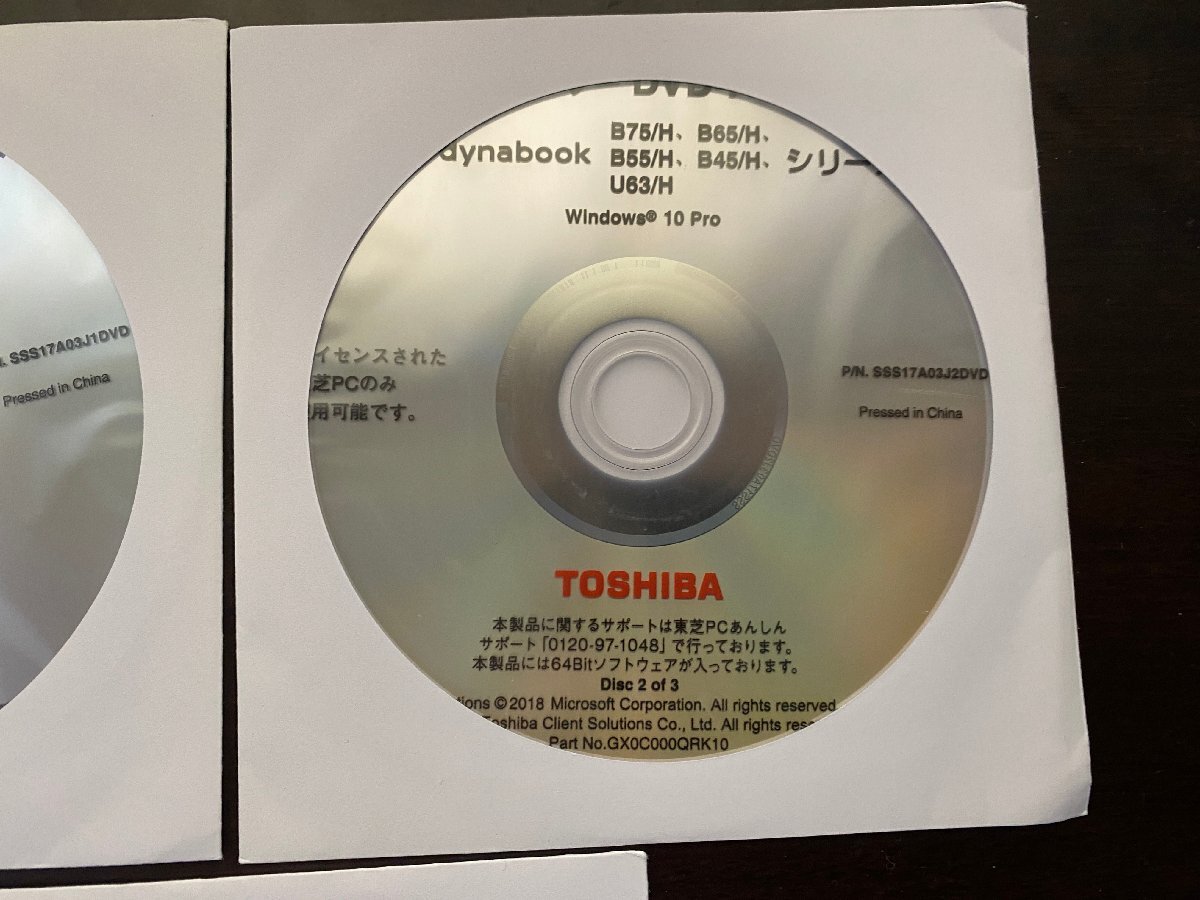 B75/H、B65/H、
dynabook B55/H、B45/H、シリー
U63/H
Windows® 10 Pro
イセンスされた
芝PCのみ
用可能です。
P/N. SSS17A03J2DVD
Pressed in China
TOSHIBA
本製品に関するサポートは東芝PCあんしん
サポート「0120-97-1048」で行っております。
本製品には64Bitソフトウェアが入っております。
Disc 2 of 3
tions © 2018 Microsoft Corporation. All rights reserved
Toshiba Client Solutions Co., Ltd. All rights res
Part No.GX0C000QRK10
SSS17A03J1DVD
Pressed in China